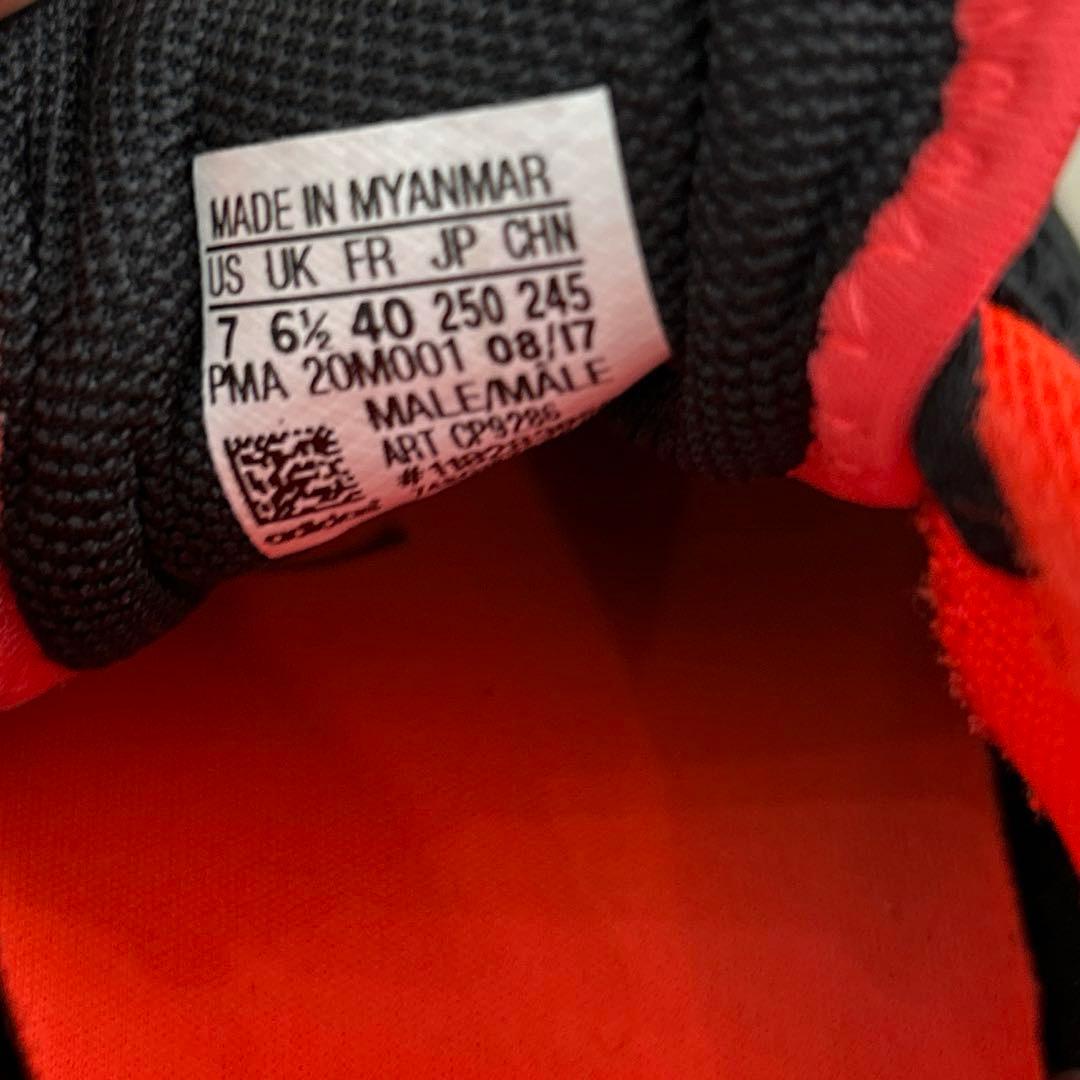 MADE IN MYANMAR
US UK FR JP CHN
7 6½ 40 250 245
PMA 20M001 08/17
MALE/MÂLE
ART CP9286
adidas